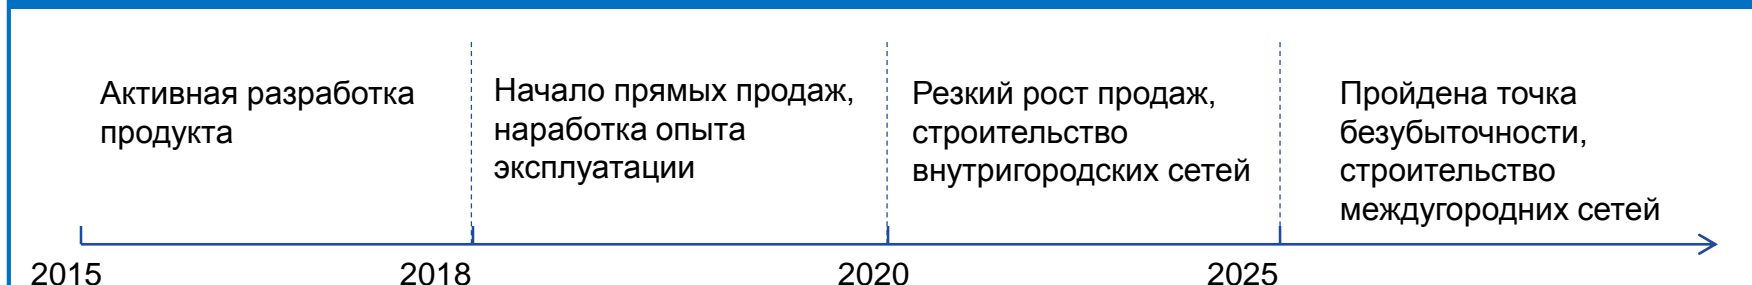 Активная разработка
продукта
Начало прямых продаж,
наработка опыта
эксплуатации
Резкий рост продаж,
строительство
внутригородских сетей
Пройдена точка
безубыточности,
строительство
междугородних сетей
2015
2018
2020
2025